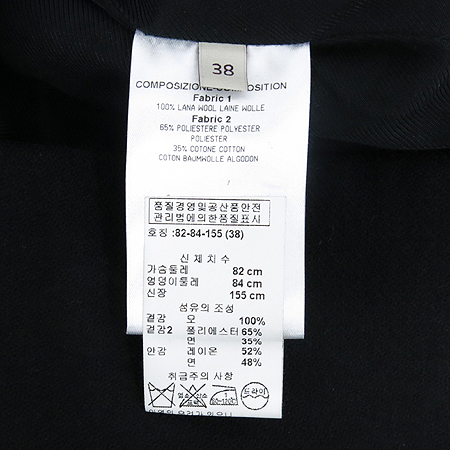 38
COMPOSIZIONE-COMPOSITION
Fabric 1
100% LANA WOOL LAINE WOLLE
Fabric 2
65% POLIESTERE POLYESTER
POLIESTER
35% COTONE COTTON
COTON BAUMWOLLE ALGODON
품질경영및공산품안전
관리법에의한품질표시
호칭 :82-84-155 (38)
신체치수
가슴둘레 82 cm
엉덩이둘레 84 cm
신장 155 cm
섬유의 조성
겉감 모 100%
겉감2 폴리에스터 65%
면 35%
안감 레이온 52%
면 48%
취급주의 사항
드라이